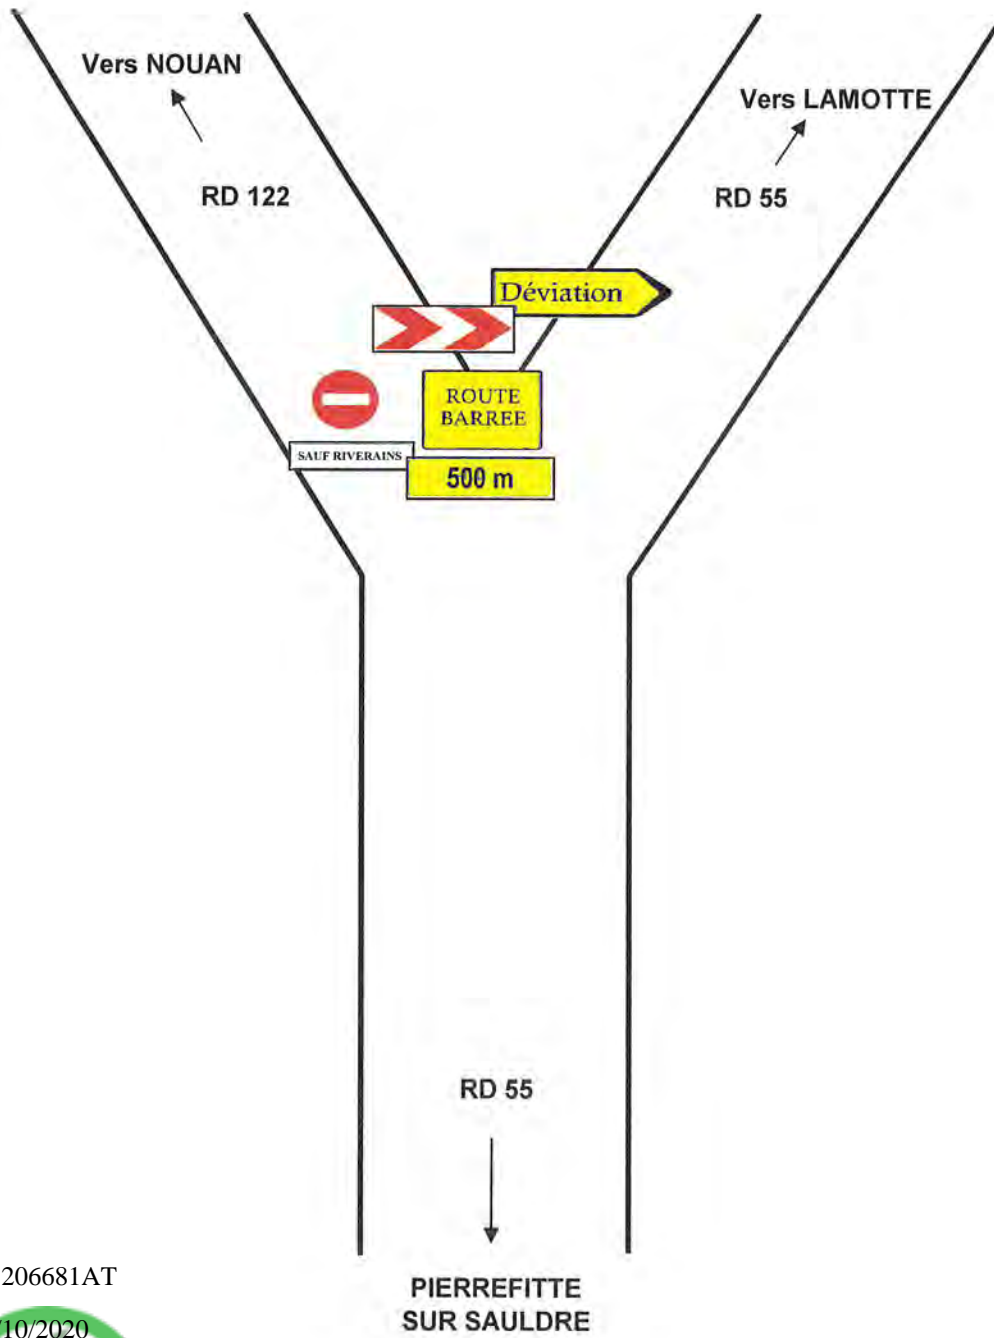 Vers NOUAN
Vers LAMOTTE
RD 122
RD 55
Déviation
ROUTE
BARREE
SAUF RIVERAINS
500 m
RD 55
206681AT
/10/2020
PIERREFITTE
SUR SAULDRE